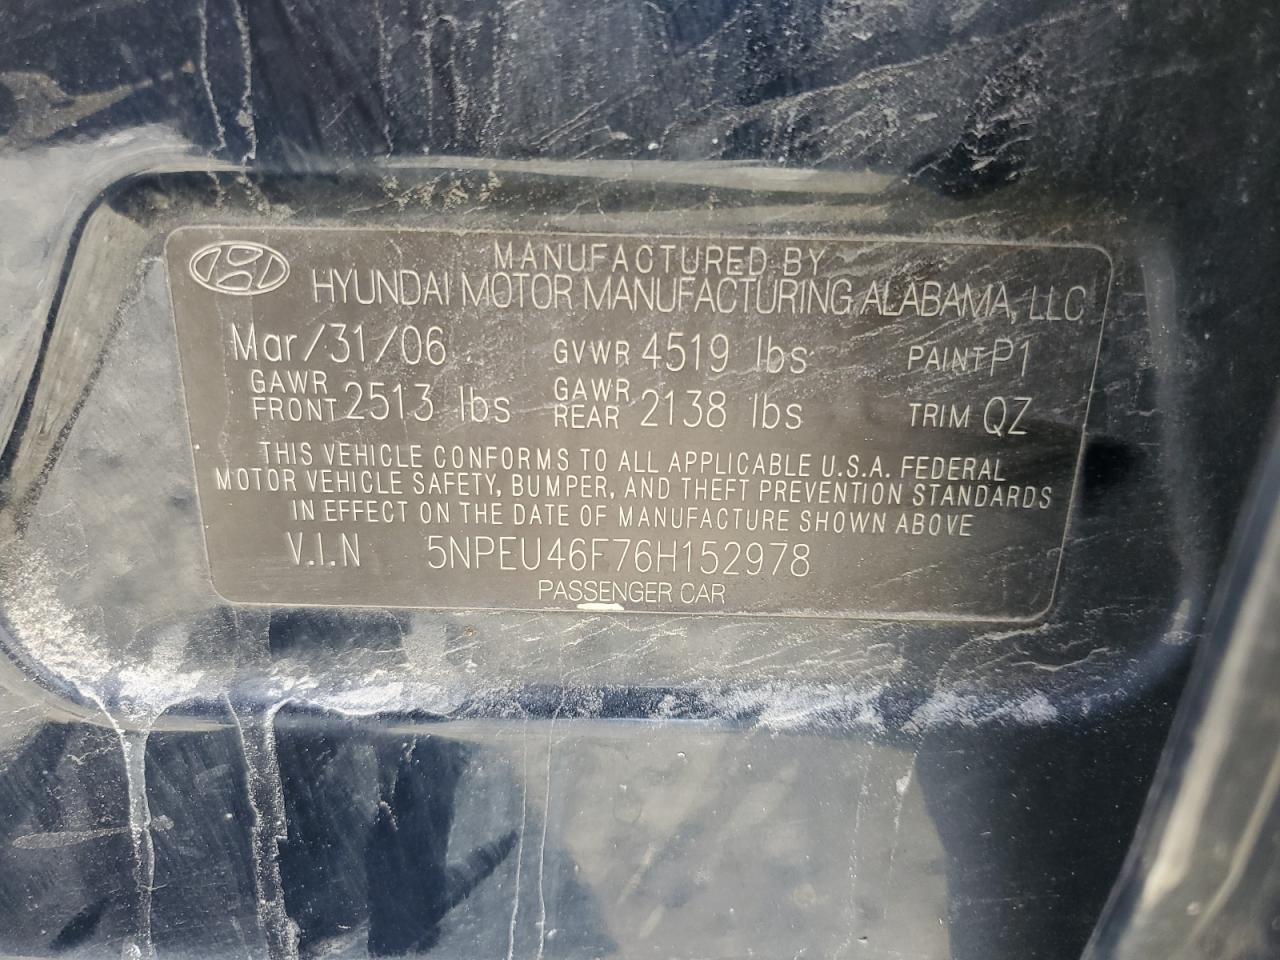 MANUFACTURED BY
HYUNDAI MOTOR MANUFACTURING ALABAMA, LLC
Mar/31/06 GVWR 4519 lbs PAINT P1
GAWR FRONT 2513 lbs GAWR REAR 2138 lbs TRIM QZ
THIS VEHICLE CONFORMS TO ALL APPLICABLE U.S.A. FEDERAL
MOTOR VEHICLE SAFETY, BUMPER, AND THEFT PREVENTION STANDARDS
IN EFFECT ON THE DATE OF MANUFACTURE SHOWN ABOVE
V.I.N 5NPEU46F76H152978
PASSENGER CAR